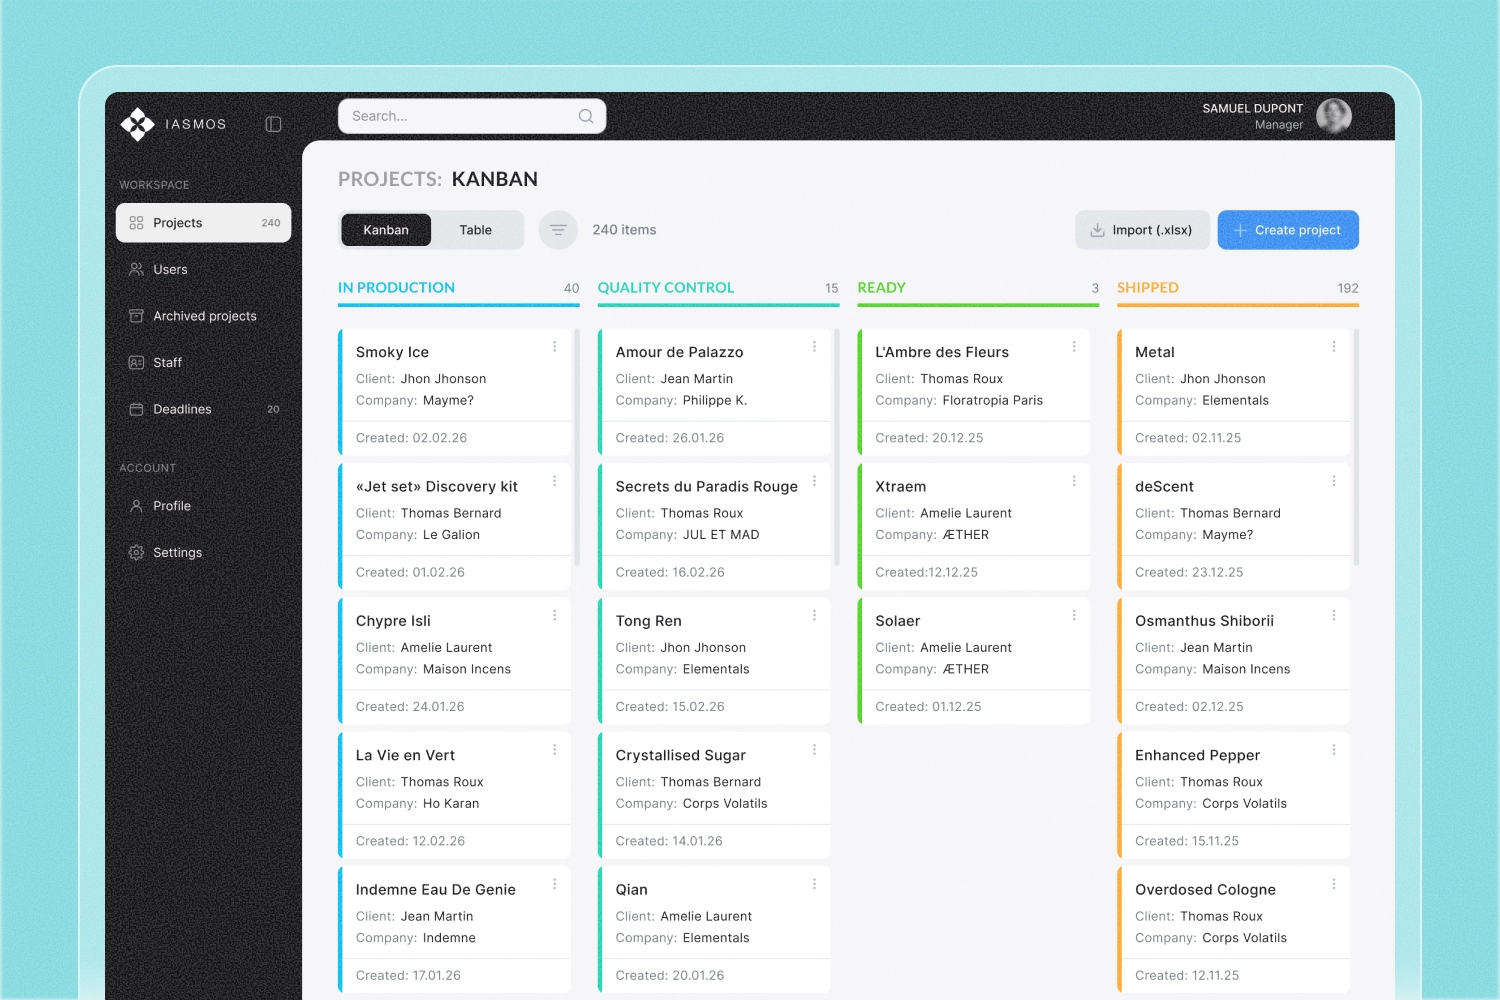 IASMOS
Search...
SAMUEL DUPONT
Manager
WORKSPACE
Projects 240
Users
Archived projects
Staff
Deadlines 20
ACCOUNT
Profile
Settings
PROJECTS: KANBAN
Kanban Table 240 items
Import (.xlsx) Create project
IN PRODUCTION 40
Smoky Ice
Client: Jhon Jhonson
Company: Mayme?
Created: 02.02.26
«Jet set» Discovery kit
Client: Thomas Bernard
Company: Le Galion
Created: 01.02.26
Chypre Isli
Client: Amelie Laurent
Company: Maison Incens
Created: 24.01.26
La Vie en Vert
Client: Thomas Roux
Company: Ho Karan
Created: 12.02.26
Indemne Eau De Genie
Client: Jean Martin
Company: Indemne
Created: 17.01.26
QUALITY CONTROL 15
Amour de Palazzo
Client: Jean Martin
Company: Philippe K.
Created: 26.01.26
Secrets du Paradis Rouge
Client: Thomas Roux
Company: JUL ET MAD
Created: 16.02.26
Tong Ren
Client: Jhon Jhonson
Company: Elementals
Created: 15.02.26
Crystallised Sugar
Client: Thomas Bernard
Company: Corps Volatils
Created: 14.01.26
Qian
Client: Amelie Laurent
Company: Elementals
Created: 20.01.26
READY 3
L'Ambre des Fleurs
Client: Thomas Roux
Company: Floratropia Paris
Created: 20.12.25
Xtraem
Client: Amelie Laurent
Company: ÆTHER
Created:12.12.25
Solaer
Client: Amelie Laurent
Company: ÆTHER
Created: 01.12.25
SHIPPED 192
Metal
Client: Jhon Jhonson
Company: Elementals
Created: 02.11.25
deScent
Client: Thomas Bernard
Company: Mayme?
Created: 23.12.25
Osmanthus Shiborii
Client: Jean Martin
Company: Maison Incens
Created: 02.12.25
Enhanced Pepper
Client: Thomas Roux
Company: Corps Volatils
Created: 15.11.25
Overdosed Cologne
Client: Thomas Roux
Company: Corps Volatils
Created: 12.11.25